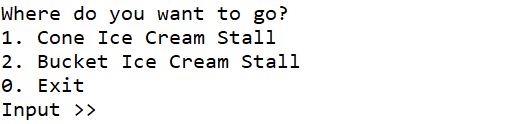 Where do you want to go?
1. Cone Ice Cream Stall
2. Bucket Ice Cream Stall
0. Exit
Input >>